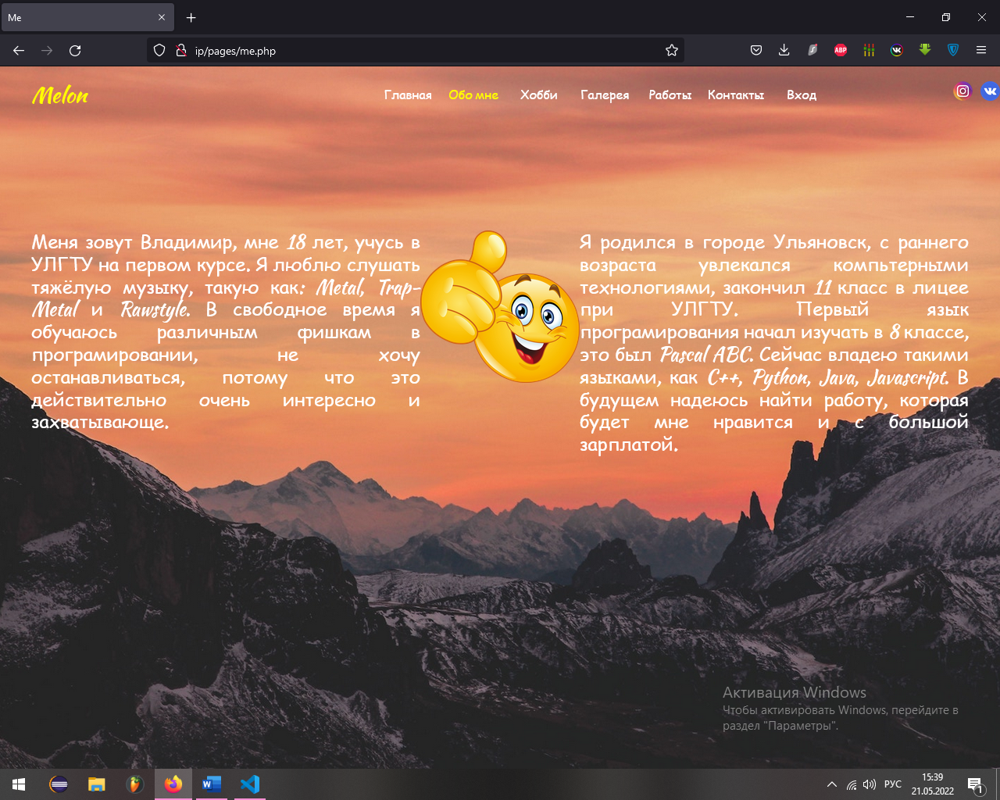 Me
ip/pages/me.php
ABP
Melon
Главная Обо мне Хобби Галерея Работы Контакты Вход
Меня зовут Владимир, мне 18 лет, учусь в
УЛГТУ на первом курсе. Я люблю слушать
тяжёлую музыку, такую как: Metal, Trap-
Metal и Rawstyle. В свободное время я
обучаюсь различным фишкам в
програмировании, не хочу
останавливаться, потому что это
действительно очень интересно и
захватывающе.
Я родился в городе Ульяновск, с раннего
возраста увлекался компьтерными
технологиями, закончил 11 класс в лицее
при УЛГТУ. Первый язык
програмирования начал изучать в 8 классе,
это был Pascal ABC. Сейчас владею такими
языками, как C++, Python, Java, Javascript. В
будущем надеюсь найти работу, которая
будет мне нравится и с большой
зарплатой.
Активация Windows
Чтобы активировать Windows, перейдите в
раздел "Параметры".
РУС
15:39
21.05.2022
1